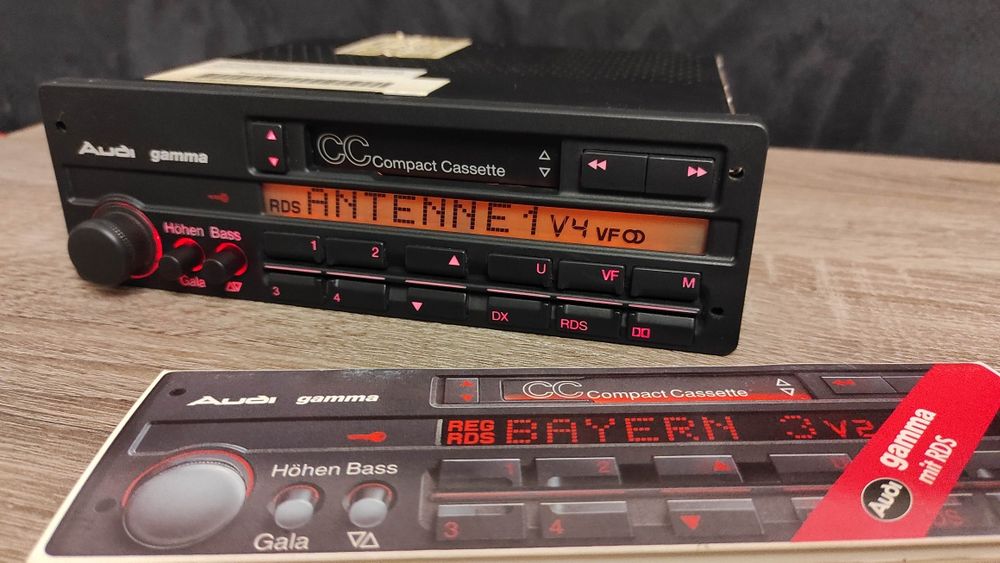 Audi gamma
CC Compact Cassette
RDS ANTENNE1 V4 VF
Höhen Bass
Gala
1 2 U VF M
3 4 DX RDS
Audi gamma
CC Compact Cassette
REG
RDS BAYERN 3 V2
Höhen Bass
Gala
1 2 U
3 4
Audi gamma
mit RDS